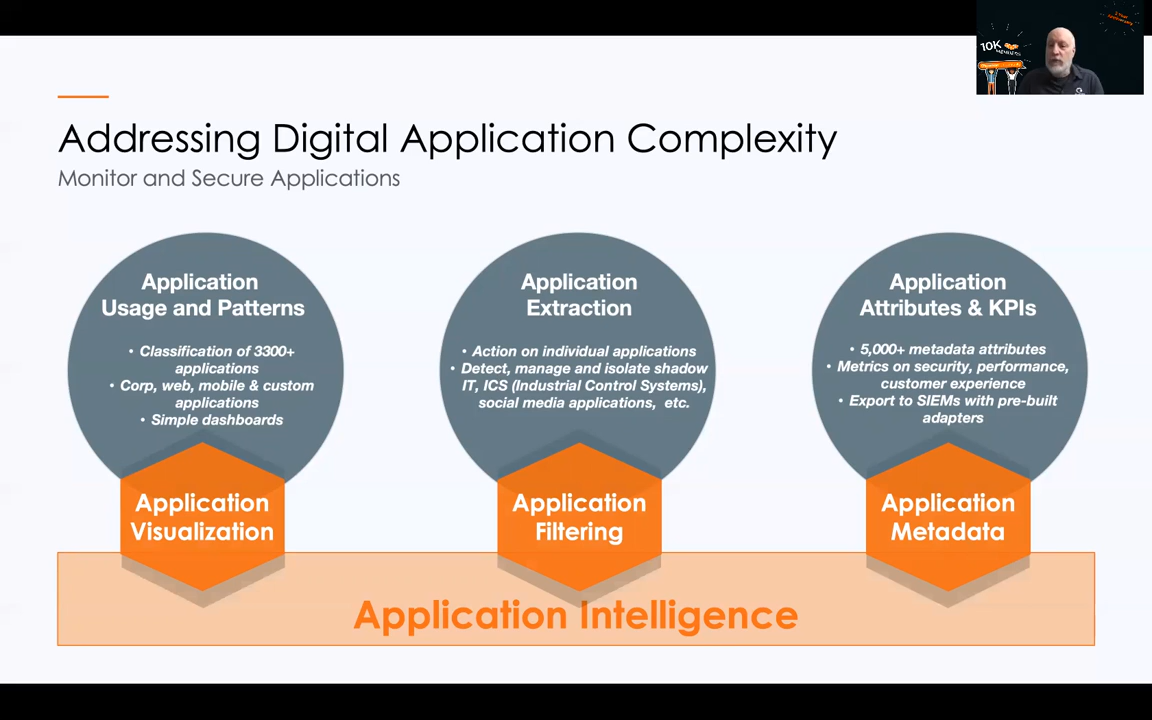 Addressing Digital Application Complexity
Monitor and Secure Applications
Application
Usage and Patterns
• Classification of 3300+
applications
• Corp, web, mobile & custom
applications
• Simple dashboards
Application
Visualization
Application
Extraction
• Action on individual applications
• Detect, manage and isolate shadow
IT, ICS (Industrial Control Systems),
social media applications, etc.
Application
Filtering
Application
Attributes & KPIs
• 5,000+ metadata attributes
• Metrics on security, performance,
customer experience
• Export to SIEMs with pre-built
adapters
Application
Metadata
Application Intelligence
10K